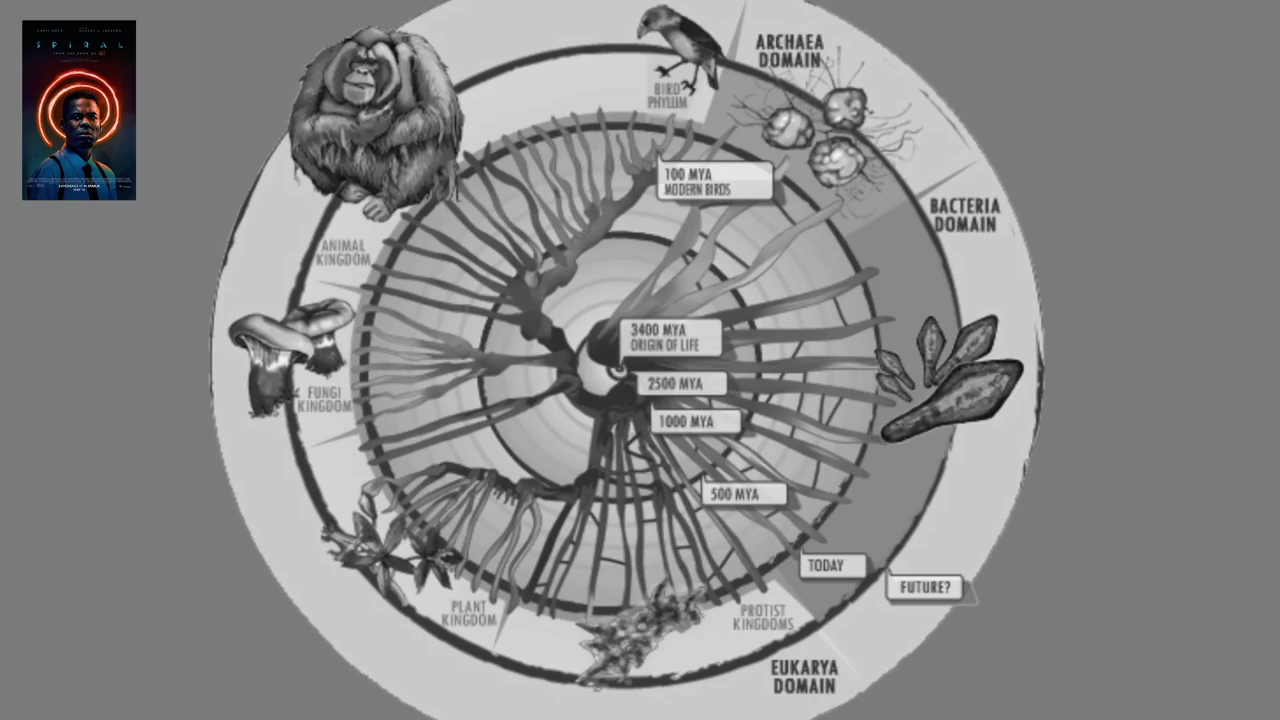 SPIRAL
ARCHAEA
DOMAIN
BIRD
PHYLUM
100 MYA
MODERN BIRDS
BACTERIA
DOMAIN
ANIMAL
KINGDOM
3400 MYA
ORIGIN OF LIFE
2500 MYA
FUNGI
KINGDOM
1000 MYA
500 MYA
TODAY
FUTURE?
PLANT
KINGDOM
PROTIST
KINGDOMS
EUKARYA
DOMAIN